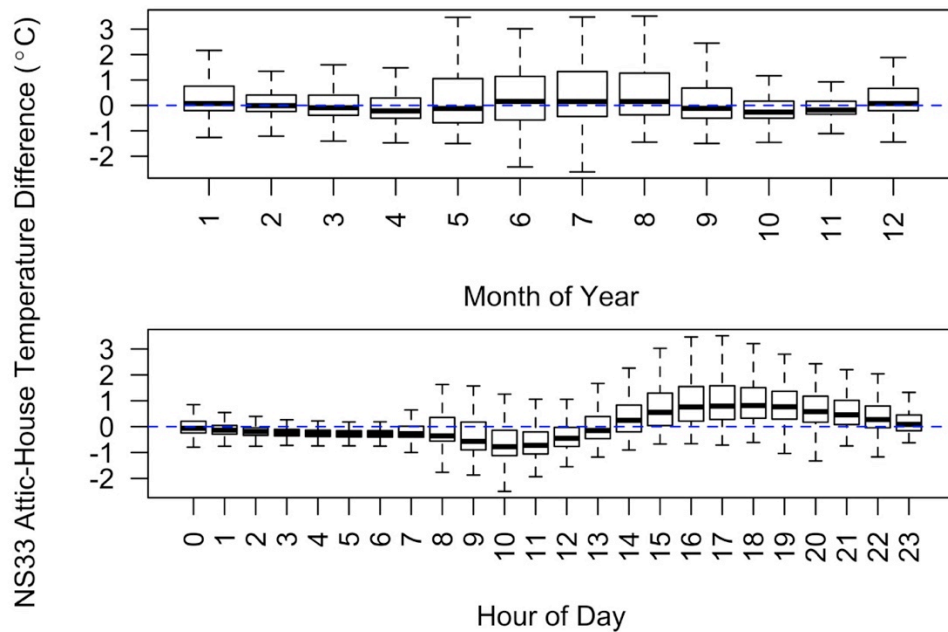 NS33 Attic-House Temperature Difference (°C)
3
2
1
0
-1
-2
1 2 3 4 5 6 7 8 9 10 11 12
Month of Year
3
2
1
0
-1
-2
0 1 2 3 4 5 6 7 8 9 10 11 12 13 14 15 16 17 18 19 20 21 22 23
Hour of Day